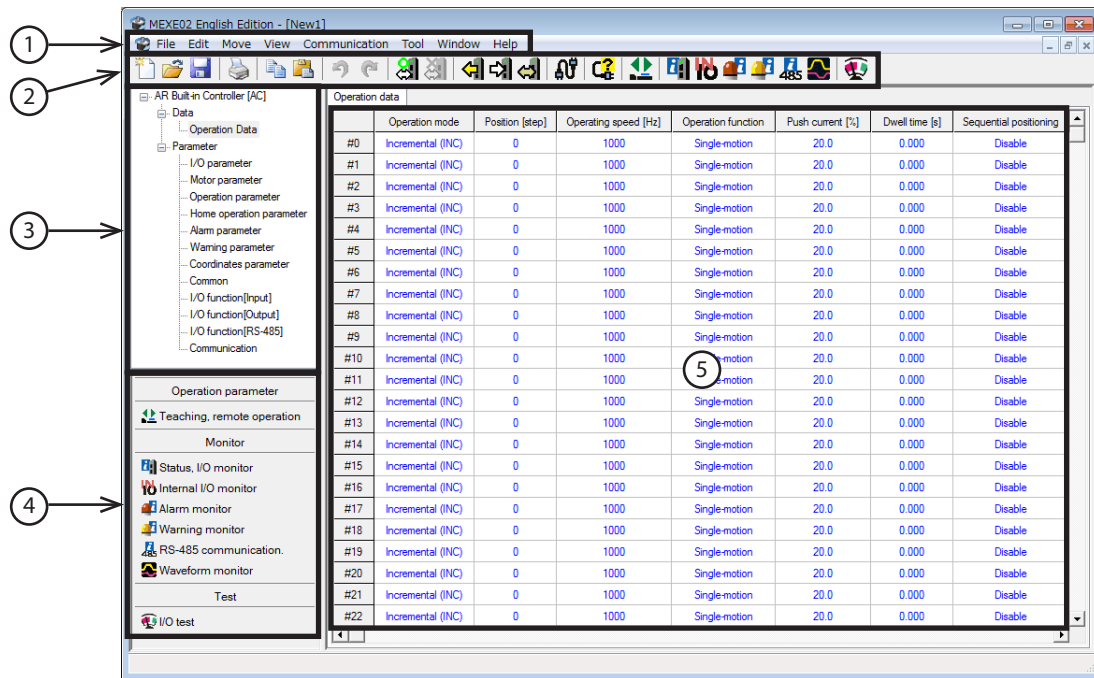 MEXE02 English Edition - [New1]
1
File Edit Move View Communication Tool Window Help
2
AR Built-in Controller [AC]
Data
Operation Data
Parameter
I/O parameter
Motor parameter
Operation parameter
Home operation parameter
Alarm parameter
Warning parameter
Coordinates parameter
Common
I/O function[Input]
I/O function[Output]
I/O function[RS-485]
Communication
3
Operation parameter
Teaching, remote operation
Monitor
Status, I/O monitor
Internal I/O monitor
Alarm monitor
Warning monitor
RS-485 communication.
Waveform monitor
Test
I/O test
4
Operation data
Operation mode Position [step] Operating speed [Hz] Operation function Push current [%] Dwell time [s] Sequential positioning
#0 Incremental (INC) 0 1000 Single-motion 20.0 0.000 Disable
#1 Incremental (INC) 0 1000 Single-motion 20.0 0.000 Disable
#2 Incremental (INC) 0 1000 Single-motion 20.0 0.000 Disable
#3 Incremental (INC) 0 1000 Single-motion 20.0 0.000 Disable
#4 Incremental (INC) 0 1000 Single-motion 20.0 0.000 Disable
#5 Incremental (INC) 0 1000 Single-motion 20.0 0.000 Disable
#6 Incremental (INC) 0 1000 Single-motion 20.0 0.000 Disable
#7 Incremental (INC) 0 1000 Single-motion 20.0 0.000 Disable
#8 Incremental (INC) 0 1000 Single-motion 20.0 0.000 Disable
#9 Incremental (INC) 0 1000 Single-motion 20.0 0.000 Disable
#10 Incremental (INC) 0 1000 Single-motion 20.0 0.000 Disable
#11 Incremental (INC) 0 1000 Single-motion 20.0 0.000 Disable
5
#12 Incremental (INC) 0 1000 Single-motion 20.0 0.000 Disable
#13 Incremental (INC) 0 1000 Single-motion 20.0 0.000 Disable
#14 Incremental (INC) 0 1000 Single-motion 20.0 0.000 Disable
#15 Incremental (INC) 0 1000 Single-motion 20.0 0.000 Disable
#16 Incremental (INC) 0 1000 Single-motion 20.0 0.000 Disable
#17 Incremental (INC) 0 1000 Single-motion 20.0 0.000 Disable
#18 Incremental (INC) 0 1000 Single-motion 20.0 0.000 Disable
#19 Incremental (INC) 0 1000 Single-motion 20.0 0.000 Disable
#20 Incremental (INC) 0 1000 Single-motion 20.0 0.000 Disable
#21 Incremental (INC) 0 1000 Single-motion 20.0 0.000 Disable
#22 Incremental (INC) 0 1000 Single-motion 20.0 0.000 Disable